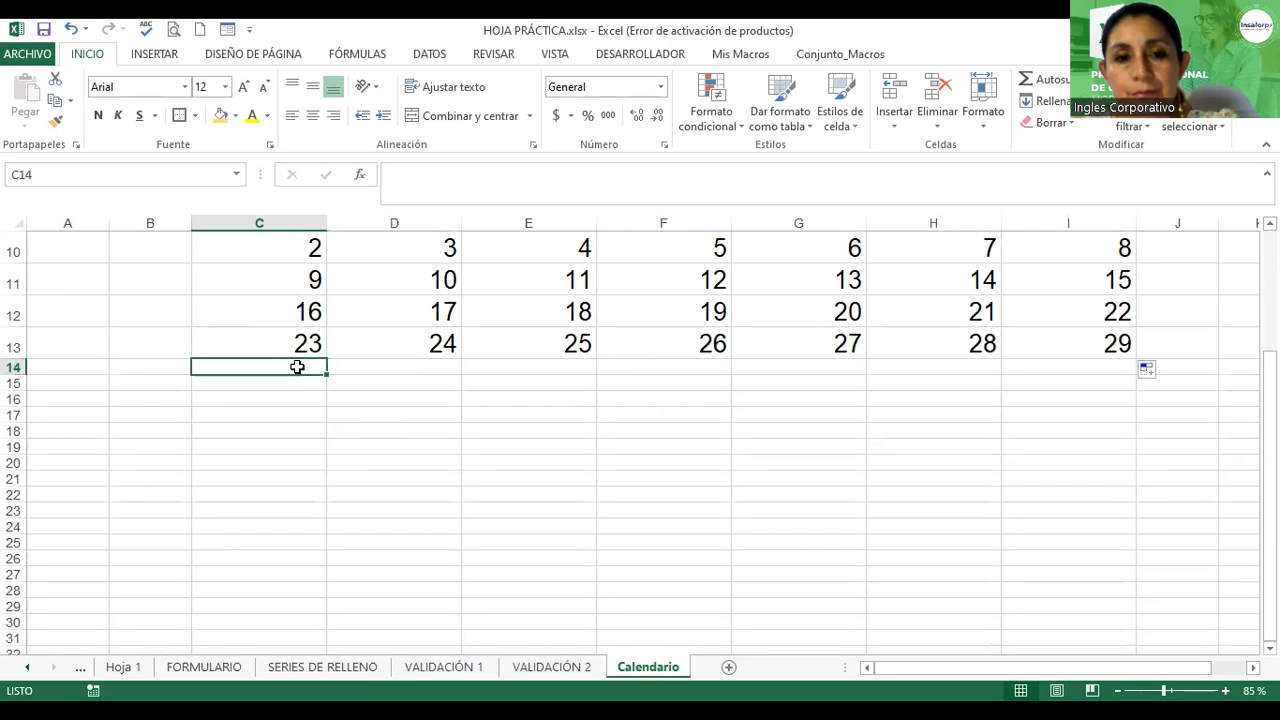 HOJA PRÁCTICA.xlsx - Excel (Error de activación de productos)
ARCHIVO INICIO INSERTAR DISEÑO DE PÁGINA FÓRMULAS DATOS REVISAR VISTA DESARROLLADOR Mis Macros Conjunto_Macros
Insaforp
Ingles Corporativo
Pegar
Arial 12
N K S
Ajustar texto
Combinar y centrar
General
$ % 000
Formato condicional
Dar formato como tabla
Estilos de celda
Insertar
Eliminar
Formato
Autosu
Rellena
Borrar
filtrar
seleccionar
Portapapeles Fuente Alineación Número Estilos Celdas Modificar
C14
fx
A B C D E F G H I J
10 2 3 4 5 6 7 8
11 9 10 11 12 13 14 15
12 16 17 18 19 20 21 22
13 23 24 25 26 27 28 29
14
15
16
17
18
19
20
21
22
23
24
25
26
27
28
29
30
31
... Hoja 1 FORMULARIO SERIES DE RELLENO VALIDACIÓN 1 VALIDACIÓN 2 Calendario
LISTO
85 %